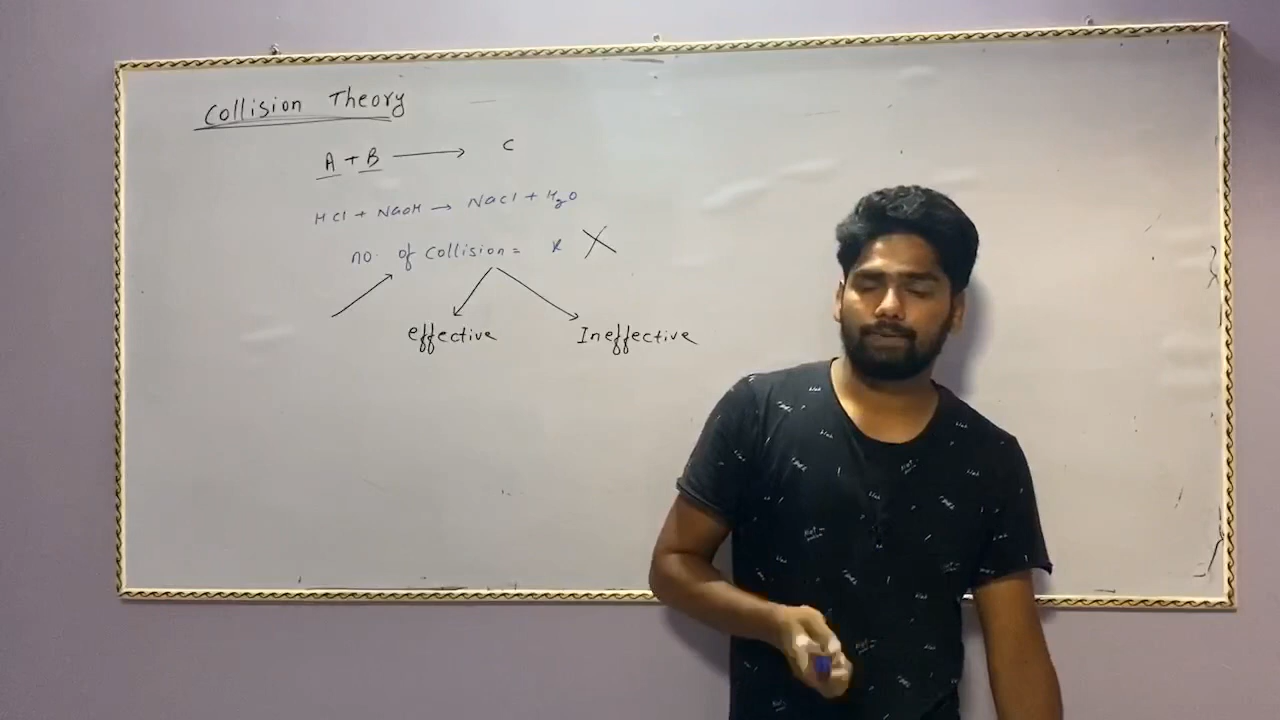 Collision Theory
A + B ⟶ C
HCl + NaOH → NaCl + H2O
no. of collision = x
effective Ineffective